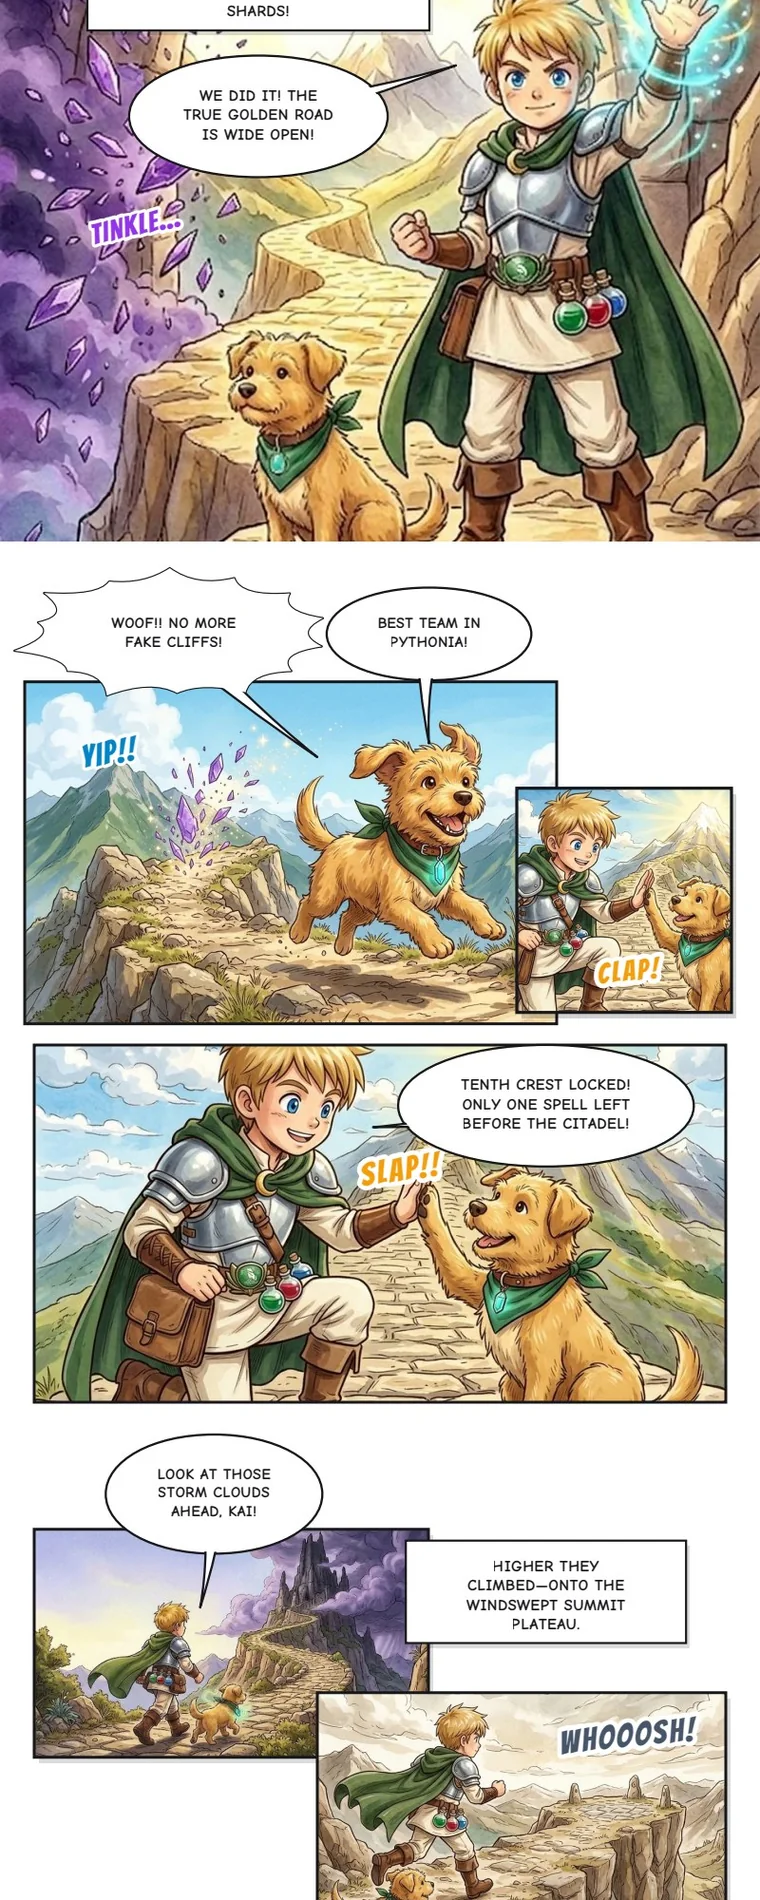 SHARDS!
WE DID IT! THE
TRUE GOLDEN ROAD
IS WIDE OPEN!
TINKLE...
WOOF!! NO MORE
FAKE CLIFFS!
BEST TEAM IN
PYTHONIA!
YIP!!
CLAP!
TENTH CREST LOCKED!
ONLY ONE SPELL LEFT
BEFORE THE CITADEL!
SLAP!!
LOOK AT THOSE
STORM CLOUDS
AHEAD, KAI!
HIGHER THEY
CLIMBED—ONTO THE
WINDSWEPT SUMMIT
PLATEAU.
WHOOOSH!